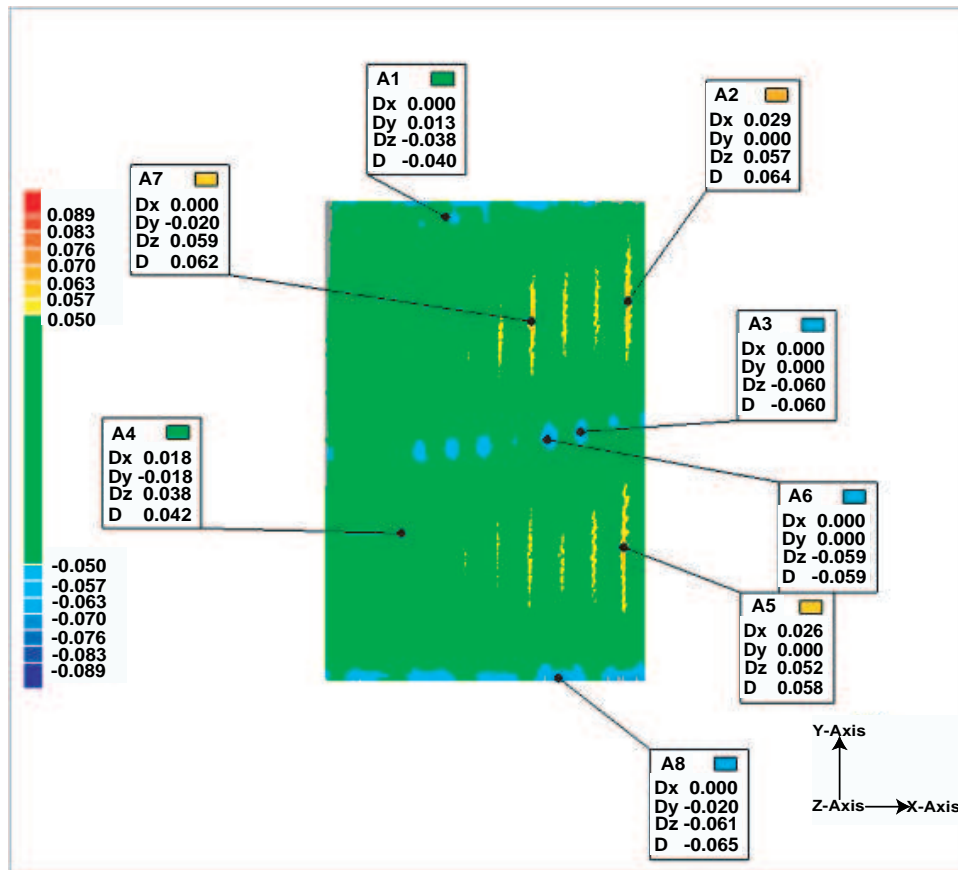 A1
Dx 0.000
Dy 0.013
Dz -0.038
D -0.040
A2
Dx 0.029
Dy 0.000
Dz 0.057
D 0.064
A7
Dx 0.000
Dy -0.020
Dz 0.059
D 0.062
0.089
0.083
0.076
0.070
0.063
0.057
0.050
A3
Dx 0.000
Dy 0.000
Dz -0.060
D -0.060
A4
Dx 0.018
Dy -0.018
Dz 0.038
D 0.042
A6
Dx 0.000
Dy 0.000
Dz -0.059
D -0.059
-0.050
-0.057
-0.063
-0.070
-0.076
-0.083
-0.089
A5
Dx 0.026
Dy 0.000
Dz 0.052
D 0.058
A8
Dx 0.000
Dy -0.020
Dz -0.061
D -0.065
Y-Axis
Z-Axis X-Axis